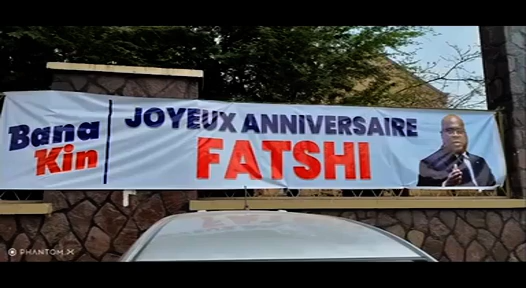 Bana
Kin
JOYEUX ANNIVERSAIRE
FATSHI
PHANTOM X